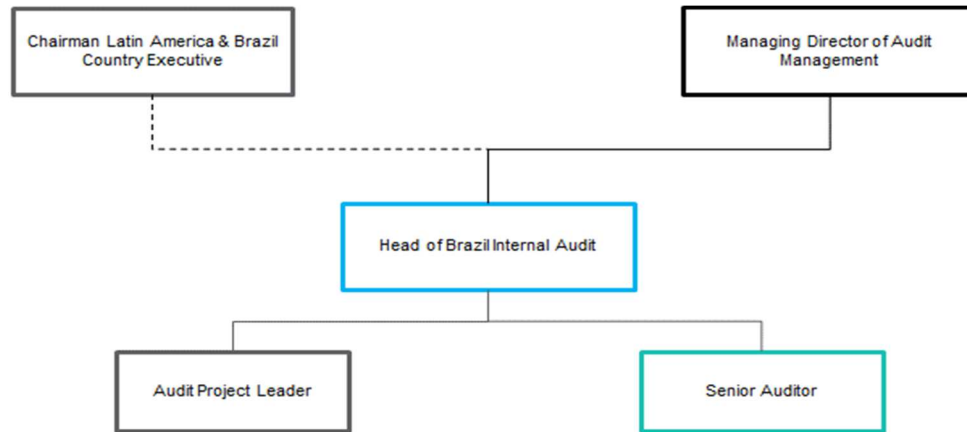 Chairman Latin America & Brazil
Country Executive
Managing Director of Audit
Management
Head of Brazil Internal Audit
Audit Project Leader
Senior Auditor